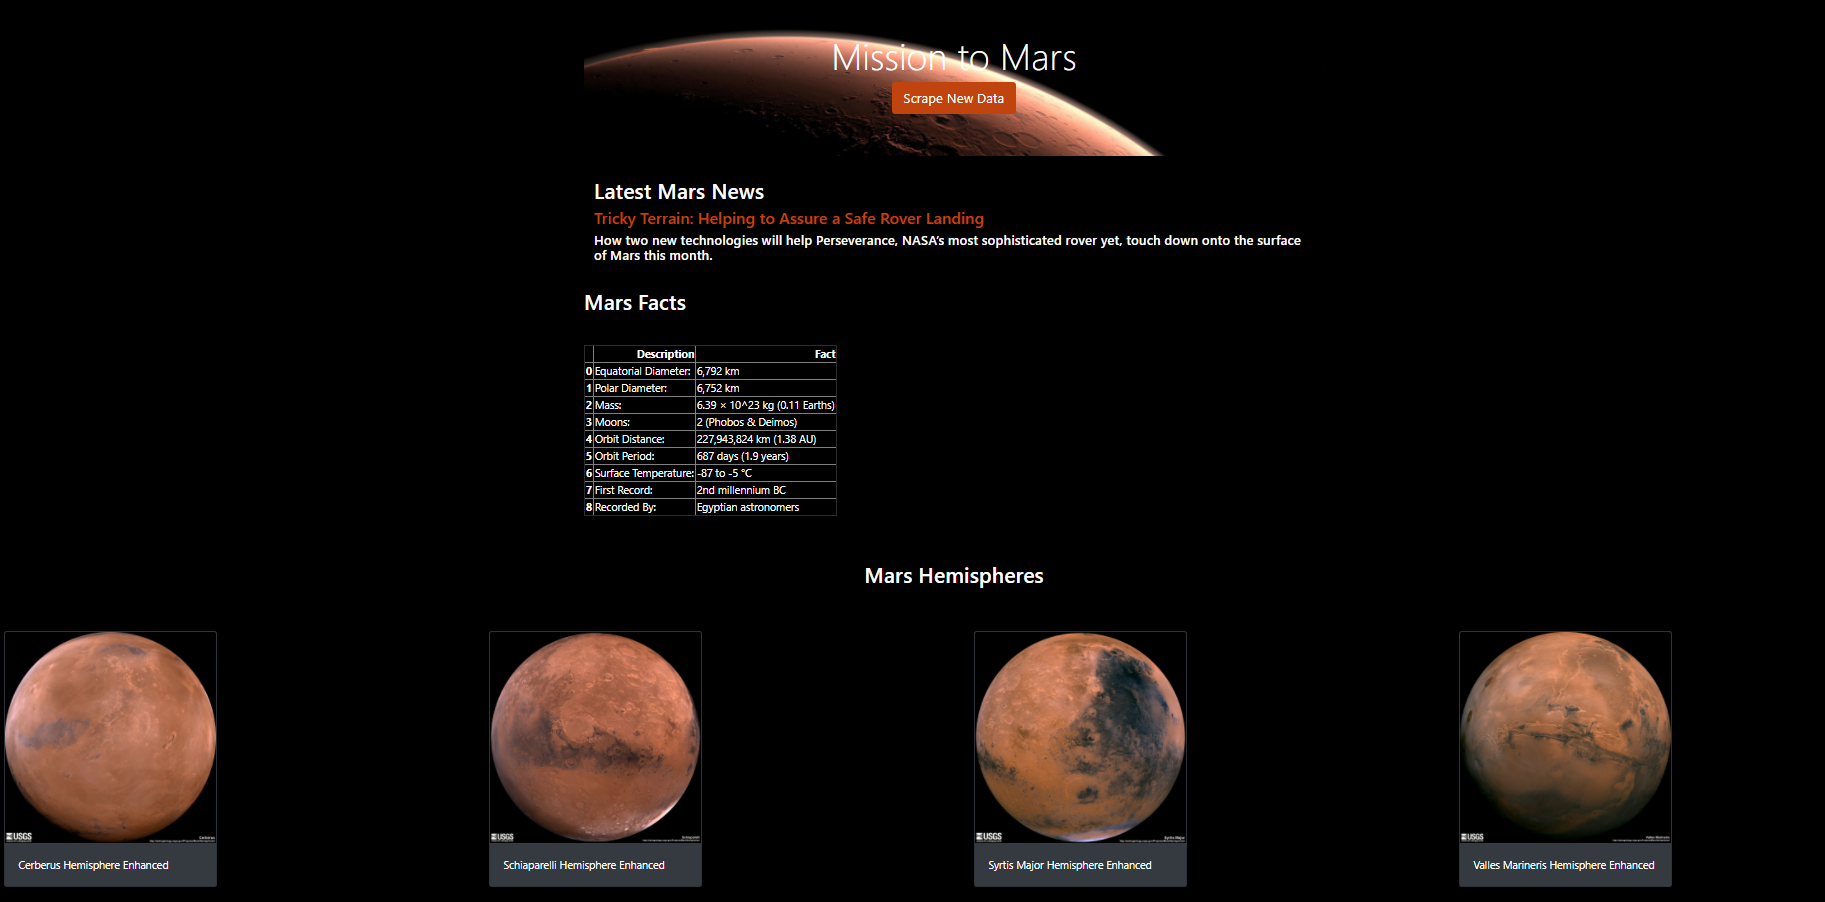 Mission to Mars
Scrape New Data
Latest Mars News
Tricky Terrain: Helping to Assure a Safe Rover Landing
How two new technologies will help Perseverance, NASA's most sophisticated rover yet, touch down onto the surface
of Mars this month.
Mars Facts
Description Fact
0 Equatorial Diameter: 6,792 km
1 Polar Diameter: 6,752 km
2 Mass: 6.39 × 10^23 kg (0.11 Earths)
3 Moons: 2 (Phobos & Deimos)
4 Orbit Distance: 227,943,824 km (1.38 AU)
5 Orbit Period: 687 days (1.9 years)
6 Surface Temperature: -87 to -5 °C
7 First Record: 2nd millennium BC
8 Recorded By: Egyptian astronomers
Mars Hemispheres
USGS Cerberus
USGS Schiaparelli
USGS Syrtis Major
USGS Valles Marineris
Cerberus Hemisphere Enhanced
Schiaparelli Hemisphere Enhanced
Syrtis Major Hemisphere Enhanced
Valles Marineris Hemisphere Enhanced